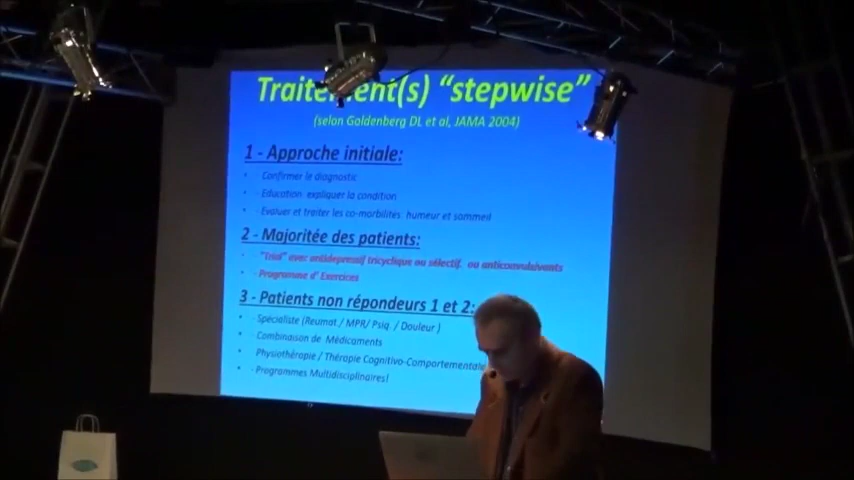 Traitement(s) "stepwise"
(selon Goldenberg DL et al, JAMA 2004)
1 - Approche initiale:
• - Confirmer le diagnostic
• - Education expliquer la condition
• - Evaluer et traiter les co-morbilités: humeur et sommeil
2 - Majoritée des patients:
• - "Trial" avec antidepressif tricyclique ou sélectif ou anticonvulsivants
• - Programme d' Exercices
3 - Patients non répondeurs 1 et 2:
• Spécialiste (Reumat / MPR/ Psiq / Douleur )
• - Combinaison de Médicaments
• Physiothérapie / Thérapie Cognitivo-Comportementale
• - Programmes Multidisciplinaires!